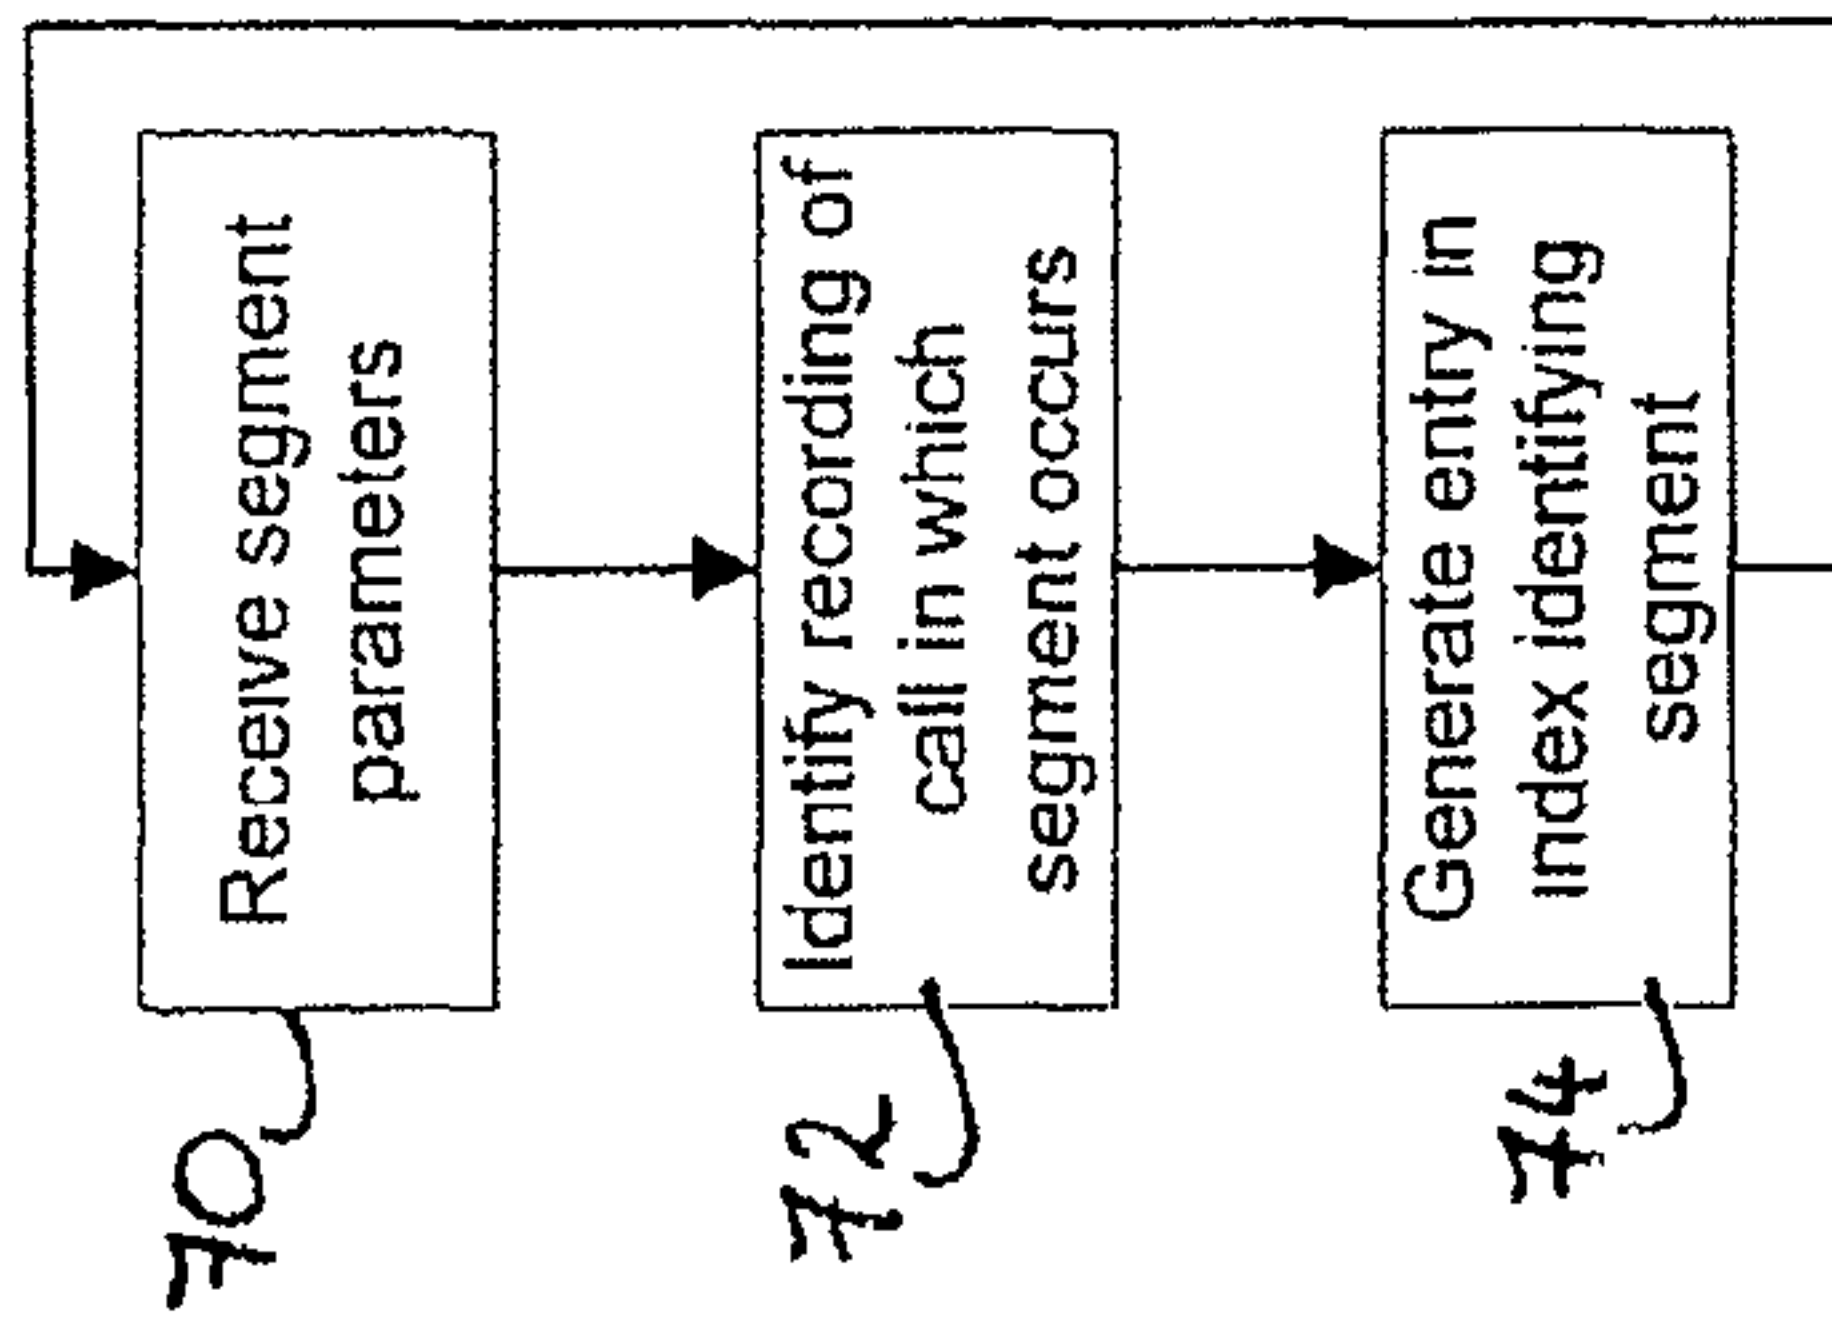 Receive segment
parameters
70
Identify recording of
call in which
segment occurs
72
Generate entry in
index identifying
segment
74